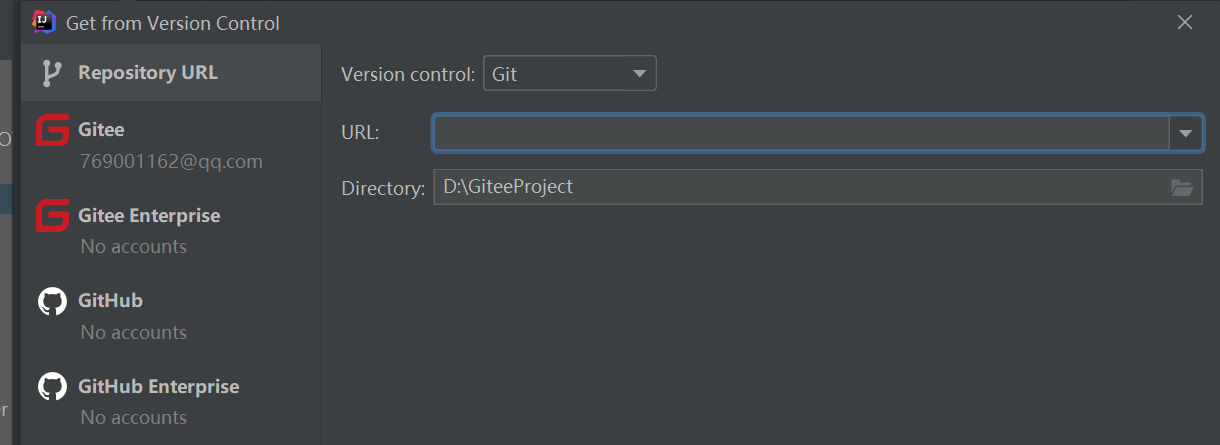 IJ
Get from Version Control
Repository URL
Version control: Git
Gitee
769001162@qq.com
URL:
Directory: D:\GiteeProject
Gitee Enterprise
No accounts
GitHub
No accounts
GitHub Enterprise
No accounts